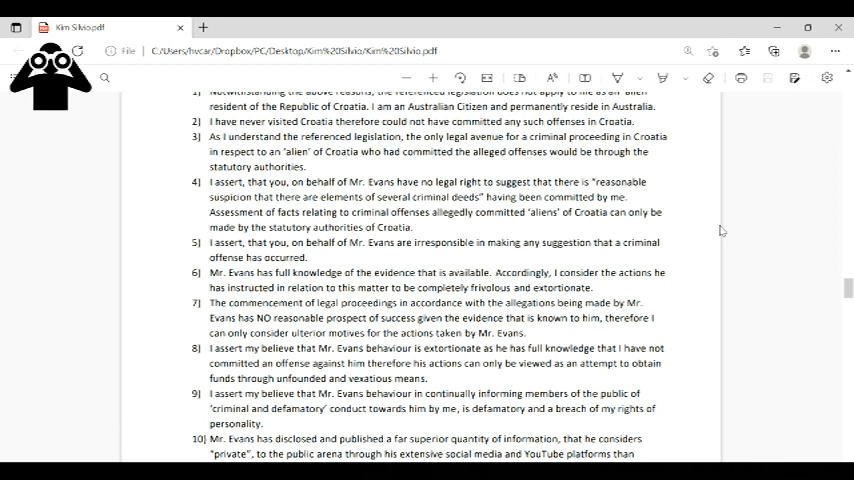 Kim Silvio.pdf
File
C:/Users/hvcar/Dropbox/PC/Desktop/Kim%20Silvio/Kim%20Silvio.pdf
1] Notwithstanding the above reasons, the referenced legislation does not apply to me as an 'alien'
resident of the Republic of Croatia. I am an Australian Citizen and permanently reside in Australia.
2] I have never visited Croatia therefore could not have committed any such offenses in Croatia.
3] As I understand the referenced legislation, the only legal avenue for a criminal proceeding in Croatia
in respect to an 'alien' of Croatia who had committed the alleged offenses would be through the
statutory authorities.
4] I assert, that you, on behalf of Mr. Evans have no legal right to suggest that there is "reasonable
suspicion that there are elements of several criminal deeds" having been committed by me.
Assessment of facts relating to criminal offenses allegedly committed 'aliens' of Croatia can only be
made by the statutory authorities of Croatia.
5] I assert, that you, on behalf of Mr. Evans are irresponsible in making any suggestion that a criminal
offense has occurred.
6] Mr. Evans has full knowledge of the evidence that is available. Accordingly, I consider the actions he
has instructed in relation to this matter to be completely frivolous and extortionate.
7] The commencement of legal proceedings in accordance with the allegations being made by Mr.
Evans has NO reasonable prospect of success given the evidence that is known to him, therefore I
can only consider ulterior motives for the actions taken by Mr. Evans.
8] I assert my believe that Mr. Evans behaviour is extortionate as he has full knowledge that I have not
committed an offense against him therefore his actions can only be viewed as an attempt to obtain
funds through unfounded and vexatious means.
9] I assert my believe that Mr. Evans behaviour in continually informing members of the public of
'criminal and defamatory' conduct towards him by me, is defamatory and a breach of my rights of
personality.
10] Mr. Evans has disclosed and published a far superior quantity of information, that he considers
"private", to the public arena through his extensive social media and YouTube platforms than